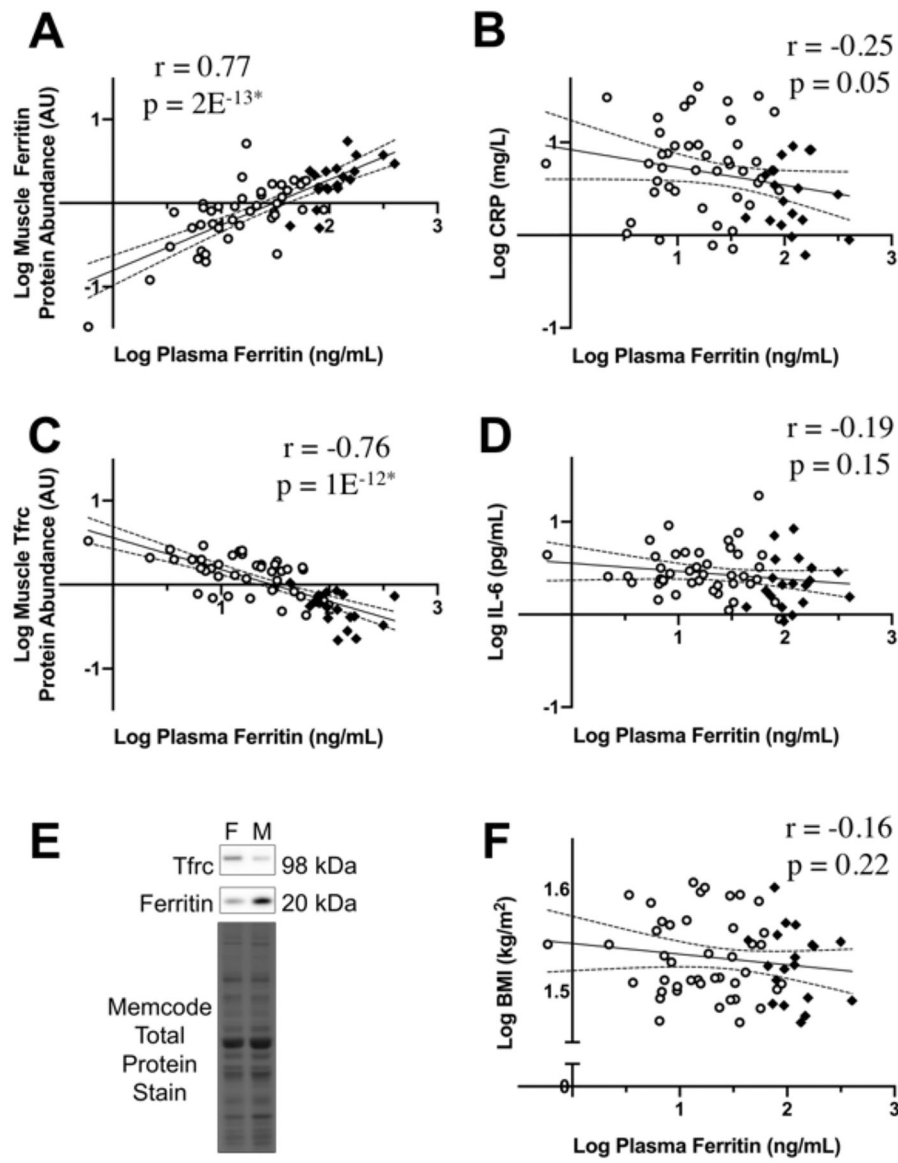 A
r = 0.77
p = 2E-13*
1
-1
2
3
Log Muscle Ferritin
Protein Abundance (AU)
Log Plasma Ferritin (ng/mL)
B
r = -0.25
p = 0.05
1
-1
1
2
3
Log CRP (mg/L)
Log Plasma Ferritin (ng/mL)
C
r = -0.76
p = 1E-12*
1
-1
1
3
Log Muscle Tfrc
Protein Abundance (AU)
Log Plasma Ferritin (ng/mL)
D
r = -0.19
p = 0.15
1
-1
1
2
3
Log IL-6 (pg/mL)
Log Plasma Ferritin (ng/mL)
E
F M
Tfrc 98 kDa
Ferritin 20 kDa
Memcode
Total
Protein
Stain
F
r = -0.16
p = 0.22
1.6
1.5
0
1
2
3
Log BMI (kg/m²)
Log Plasma Ferritin (ng/mL)